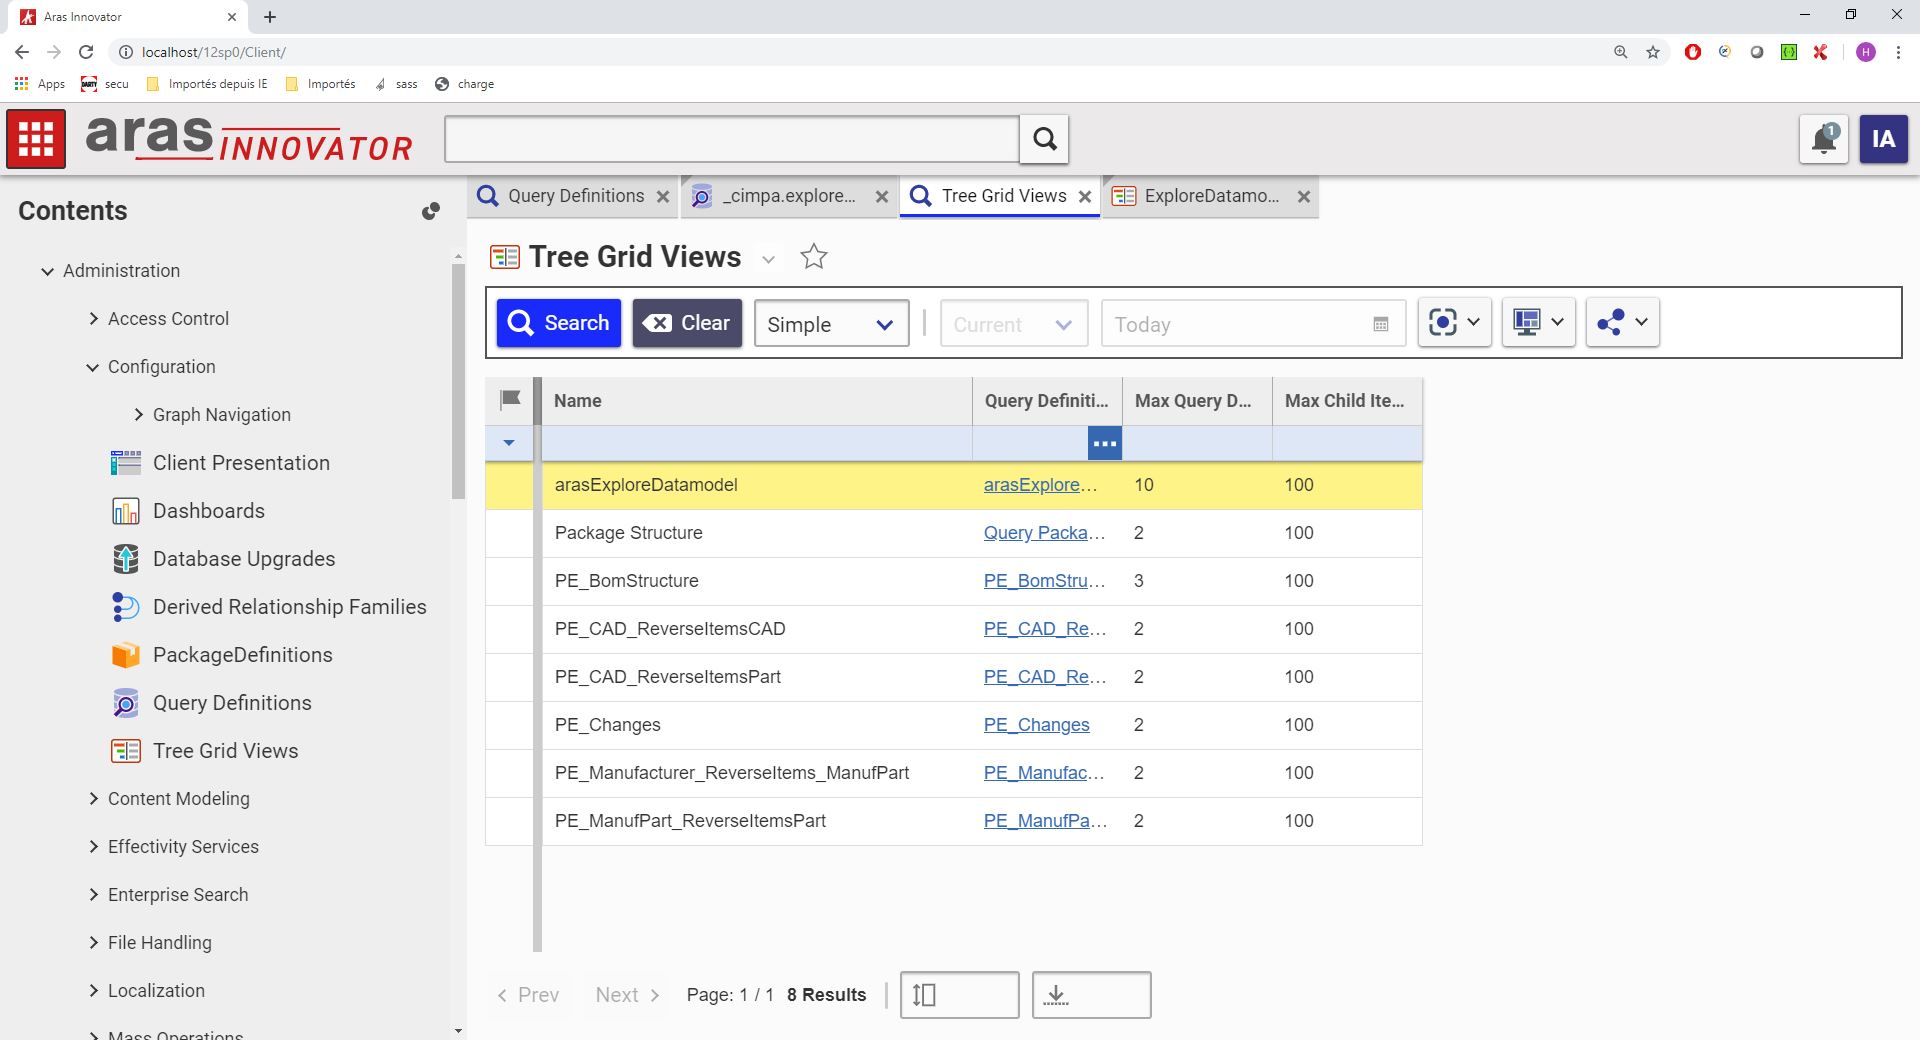 Aras Innovator
localhost/12sp0/Client/
H
Apps
DARTY secu
Importés depuis IE
Importés
sass
charge
aras INNOVATOR
1
IA
Contents
Administration
Access Control
Configuration
Graph Navigation
Client Presentation
Dashboards
Database Upgrades
Derived Relationship Families
PackageDefinitions
Query Definitions
Tree Grid Views
Content Modeling
Effectivity Services
Enterprise Search
File Handling
Localization
Mass Operations
Query Definitions
_cimpa.explore...
Tree Grid Views
ExploreDatamo...
Tree Grid Views
Search
Clear
Simple
Current
Today
Name Query Definiti... Max Query D... Max Child Ite...
arasExploreDatamodel arasExplore... 10 100
Package Structure Query Packa... 2 100
PE_BomStructure PE_BomStru... 3 100
PE_CAD_ReverseItemsCAD PE_CAD_Re... 2 100
PE_CAD_ReverseItemsPart PE_CAD_Re... 2 100
PE_Changes PE_Changes 2 100
PE_Manufacturer_ReverseItems_ManufPart PE_Manufac... 2 100
PE_ManufPart_ReverseItemsPart PE_ManufPa... 2 100
Prev Next Page: 1 / 1 8 Results